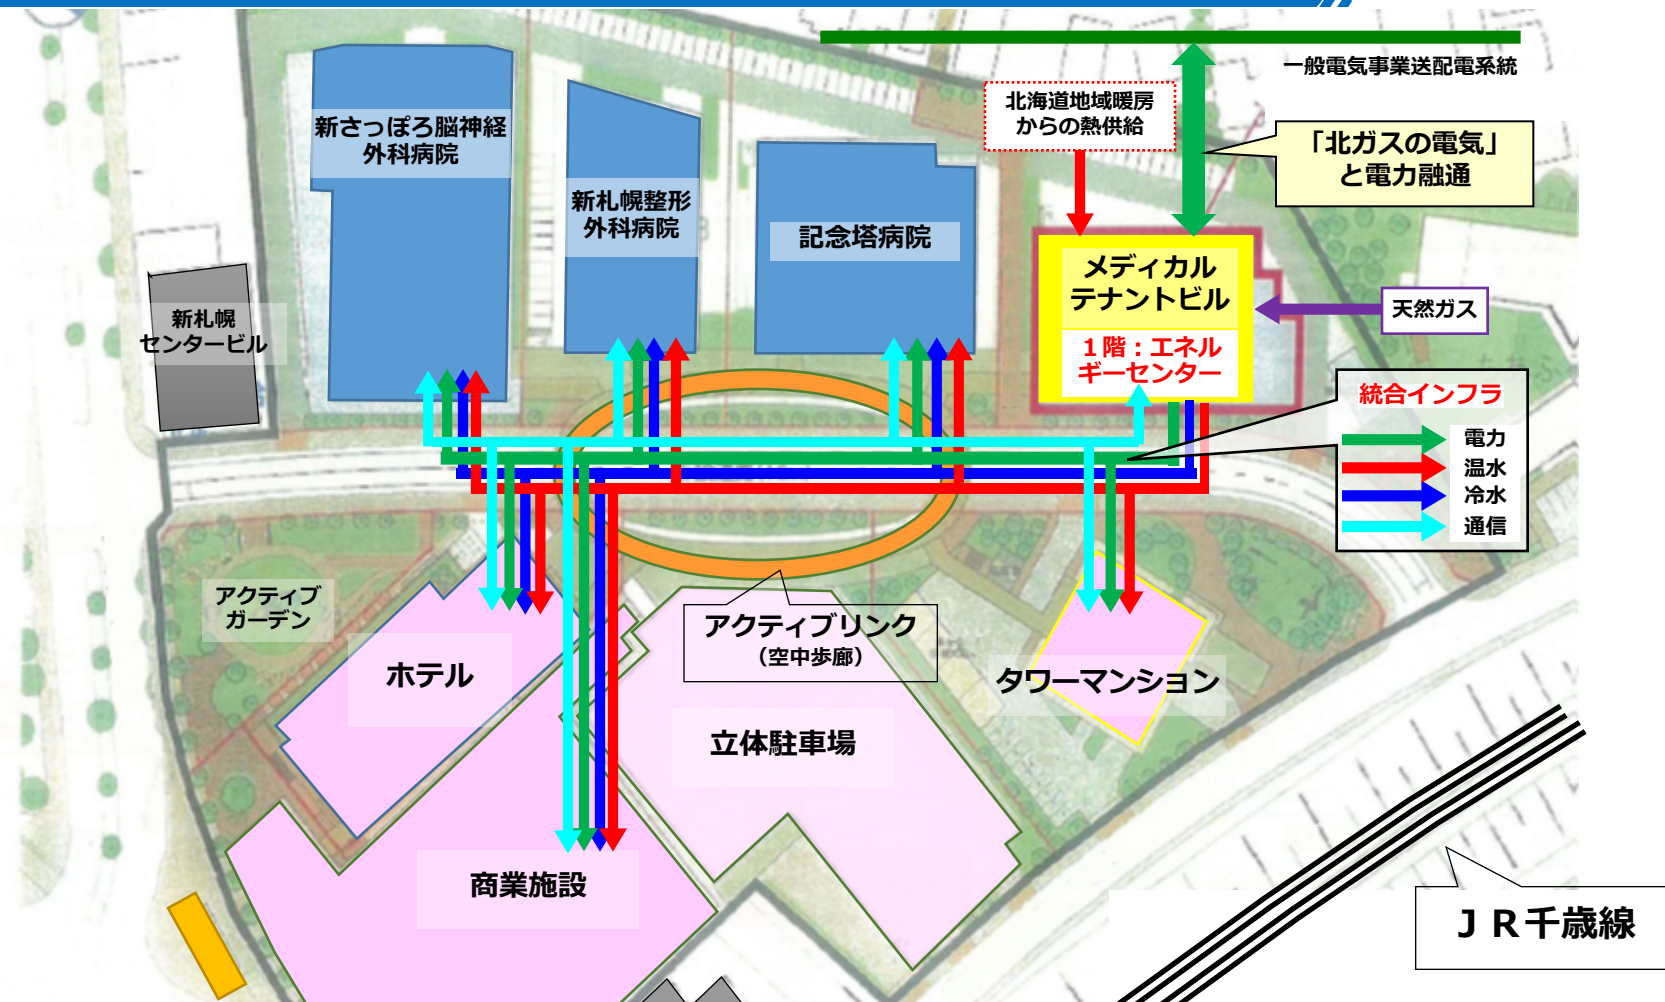 一般電気事業送配電系統
北海道地域暖房
からの熱供給
「北ガスの電気」
と電力融通
新さっぽろ脳神経
外科病院
新札幌整形
外科病院
記念塔病院
メディカル
テナントビル
1階：エネル
ギーセンター
天然ガス
新札幌
センタービル
統合インフラ
電力
温水
冷水
通信
アクティブ
ガーデン
ホテル
アクティブリンク
（空中歩廊）
タワーマンション
立体駐車場
商業施設
ＪＲ千歳線